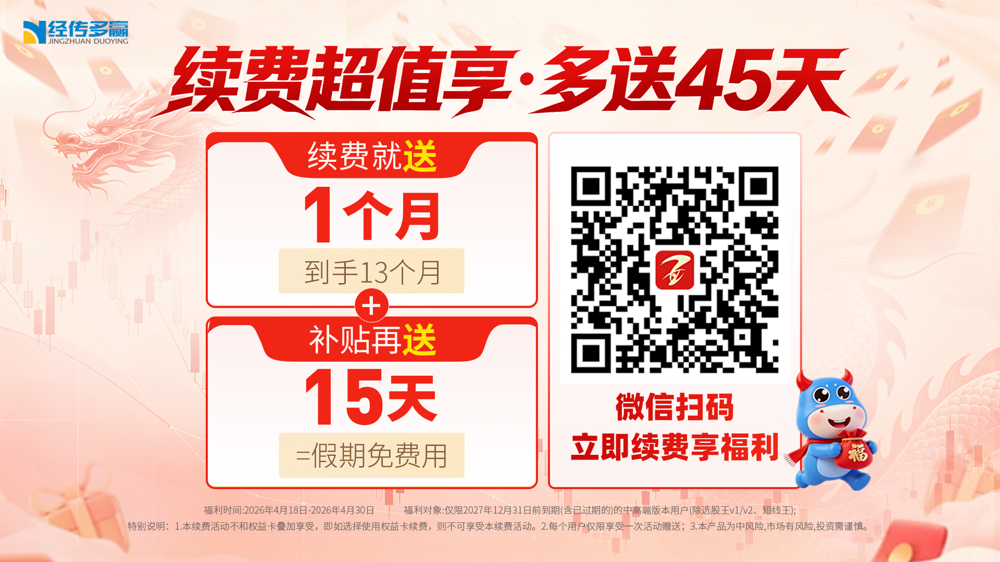 经传多赢
JINGZHUAN DUOYING
续费超值享·多送45天
续费就送
1个月
到手13个月
+
补贴再送
15天
=假期免费用
微信扫码
立即续费享福利
福
福利时间:2026年4月18日-2026年4月30日 福利对象:仅限2027年12月31日前到期(含已过期的)的中高端版本用户(除选股王v1/v2、短线王);
特别说明：1.本续费活动不和权益卡叠加享受，即如选择使用权益卡续费，则不可享受本续费活动。2.每个用户仅限享受一次活动赠送；3.本产品为中风险,市场有风险,投资需谨慎。